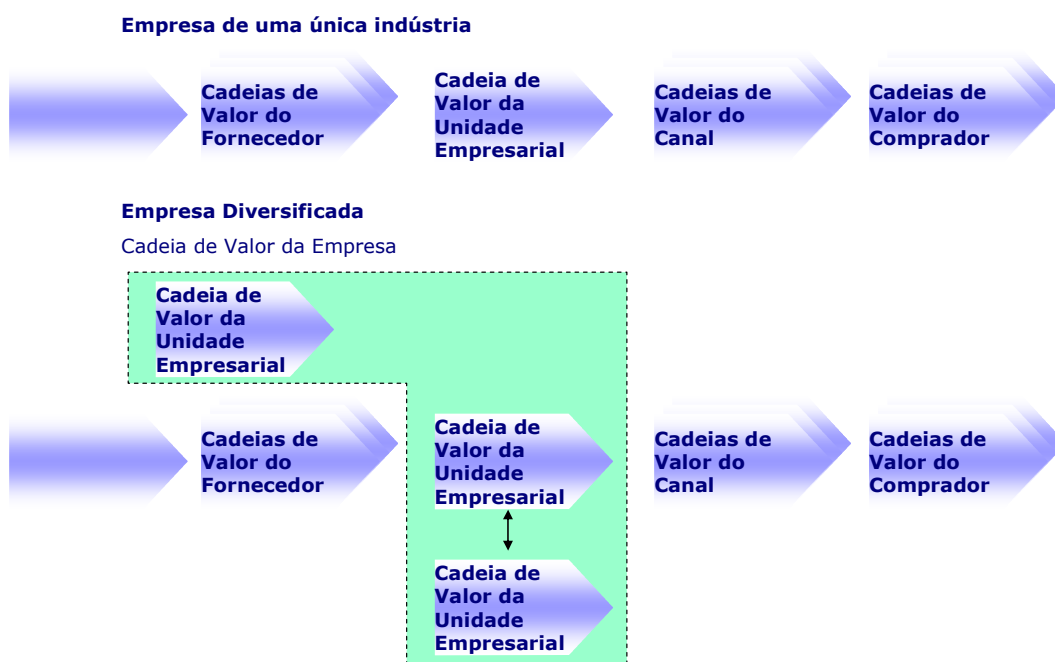 Empresa de uma única indústria
Cadeias de
Valor do
Fornecedor
Cadeia de
Valor da
Unidade
Empresarial
Cadeias de
Valor do
Canal
Cadeias de
Valor do
Comprador
Empresa Diversificada
Cadeia de Valor da Empresa
Cadeia de
Valor da
Unidade
Empresarial
Cadeias de
Valor do
Fornecedor
Cadeia de
Valor da
Unidade
Empresarial
Cadeias de
Valor do
Canal
Cadeias de
Valor do
Comprador
Cadeia de
Valor da
Unidade
Empresarial